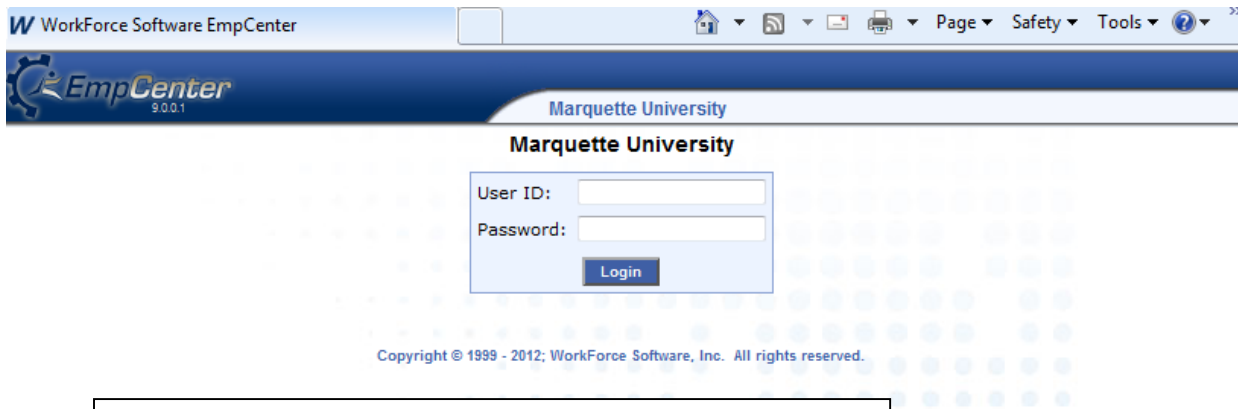 W WorkForce Software EmpCenter
Page Safety Tools ? »
EmpCenter
9.0.0.1
Marquette University
Marquette University
User ID:
Password:
Login
Copyright © 1999 - 2012; WorkForce Software, Inc. All rights reserved.